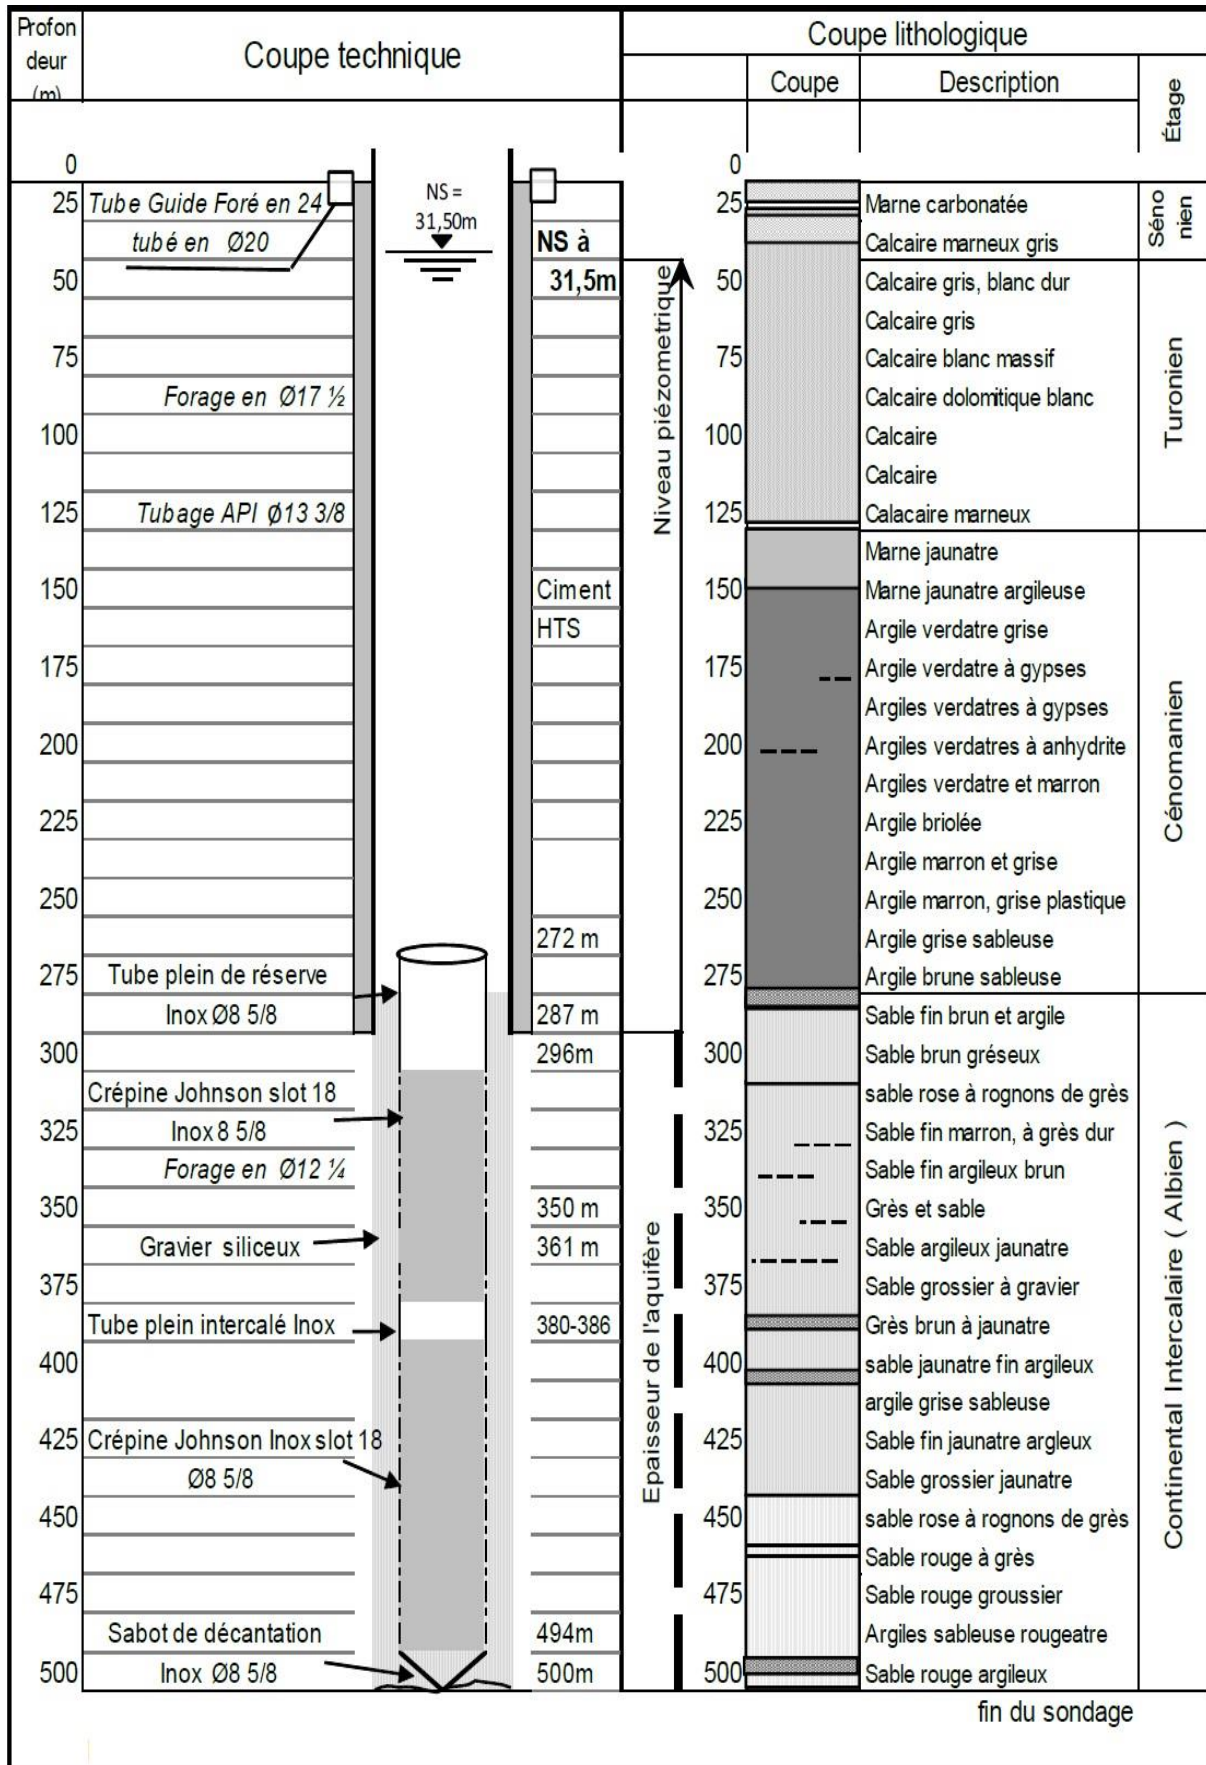 Profon
deur
(m)
Coupe technique
Coupe lithologique
Coupe
Description
Étage
0
0
25
Tube Guide Foré en 24
NS =
31,50m
25
Marne carbonatée
Séno
nien
tubé en Ø20
NS à
Calcaire marneux gris
50
31,5m
50
Calcaire gris, blanc dur
Calcaire gris
75
75
Calcaire blanc massif
Forage en Ø17 ½
Calcaire dolomitique blanc
100
100
Calcaire
Calcaire
125
Tubage API Ø13 3/8
125
Calacaire marneux
Turonien
Niveau piézometrique
Marne jaunatre
150
Ciment
150
Marne jaunatre argileuse
HTS
Argile verdatre grise
175
175
Argile verdatre à gypses
Argiles verdatres à gypses
200
200
Argiles verdatres à anhydrite
Argiles verdatre et marron
225
225
Argile briolée
Argile marron et grise
250
250
Argile marron, grise plastique
272 m
Argile grise sableuse
275
Tube plein de réserve
275
Argile brune sableuse
Cénomanien
Inox Ø8 5/8
287 m
Sable fin brun et argile
300
296m
300
Sable brun gréseux
Crépine Johnson slot 18
sable rose à rognons de grès
325
Inox 8 5/8
325
Sable fin marron, à grès dur
Forage en Ø12 ¼
Sable fin argileux brun
350
350 m
350
Grès et sable
Gravier siliceux
361 m
Sable argileux jaunatre
375
375
Sable grossier à gravier
Tube plein intercalé Inox
380-386
Grès brun à jaunatre
400
400
sable jaunatre fin argileux
argile grise sableuse
425
Crépine Johnson Inox slot 18
425
Sable fin jaunatre argleux
Ø8 5/8
Sable grossier jaunatre
450
450
sable rose à rognons de grès
Sable rouge à grès
475
475
Sable rouge groussier
Sabot de décantation
494m
Argiles sableuse rougeatre
500
Inox Ø8 5/8
500m
500
Sable rouge argileux
Epaisseur de l'aquifère
Continental Intercalaire ( Albien )
fin du sondage